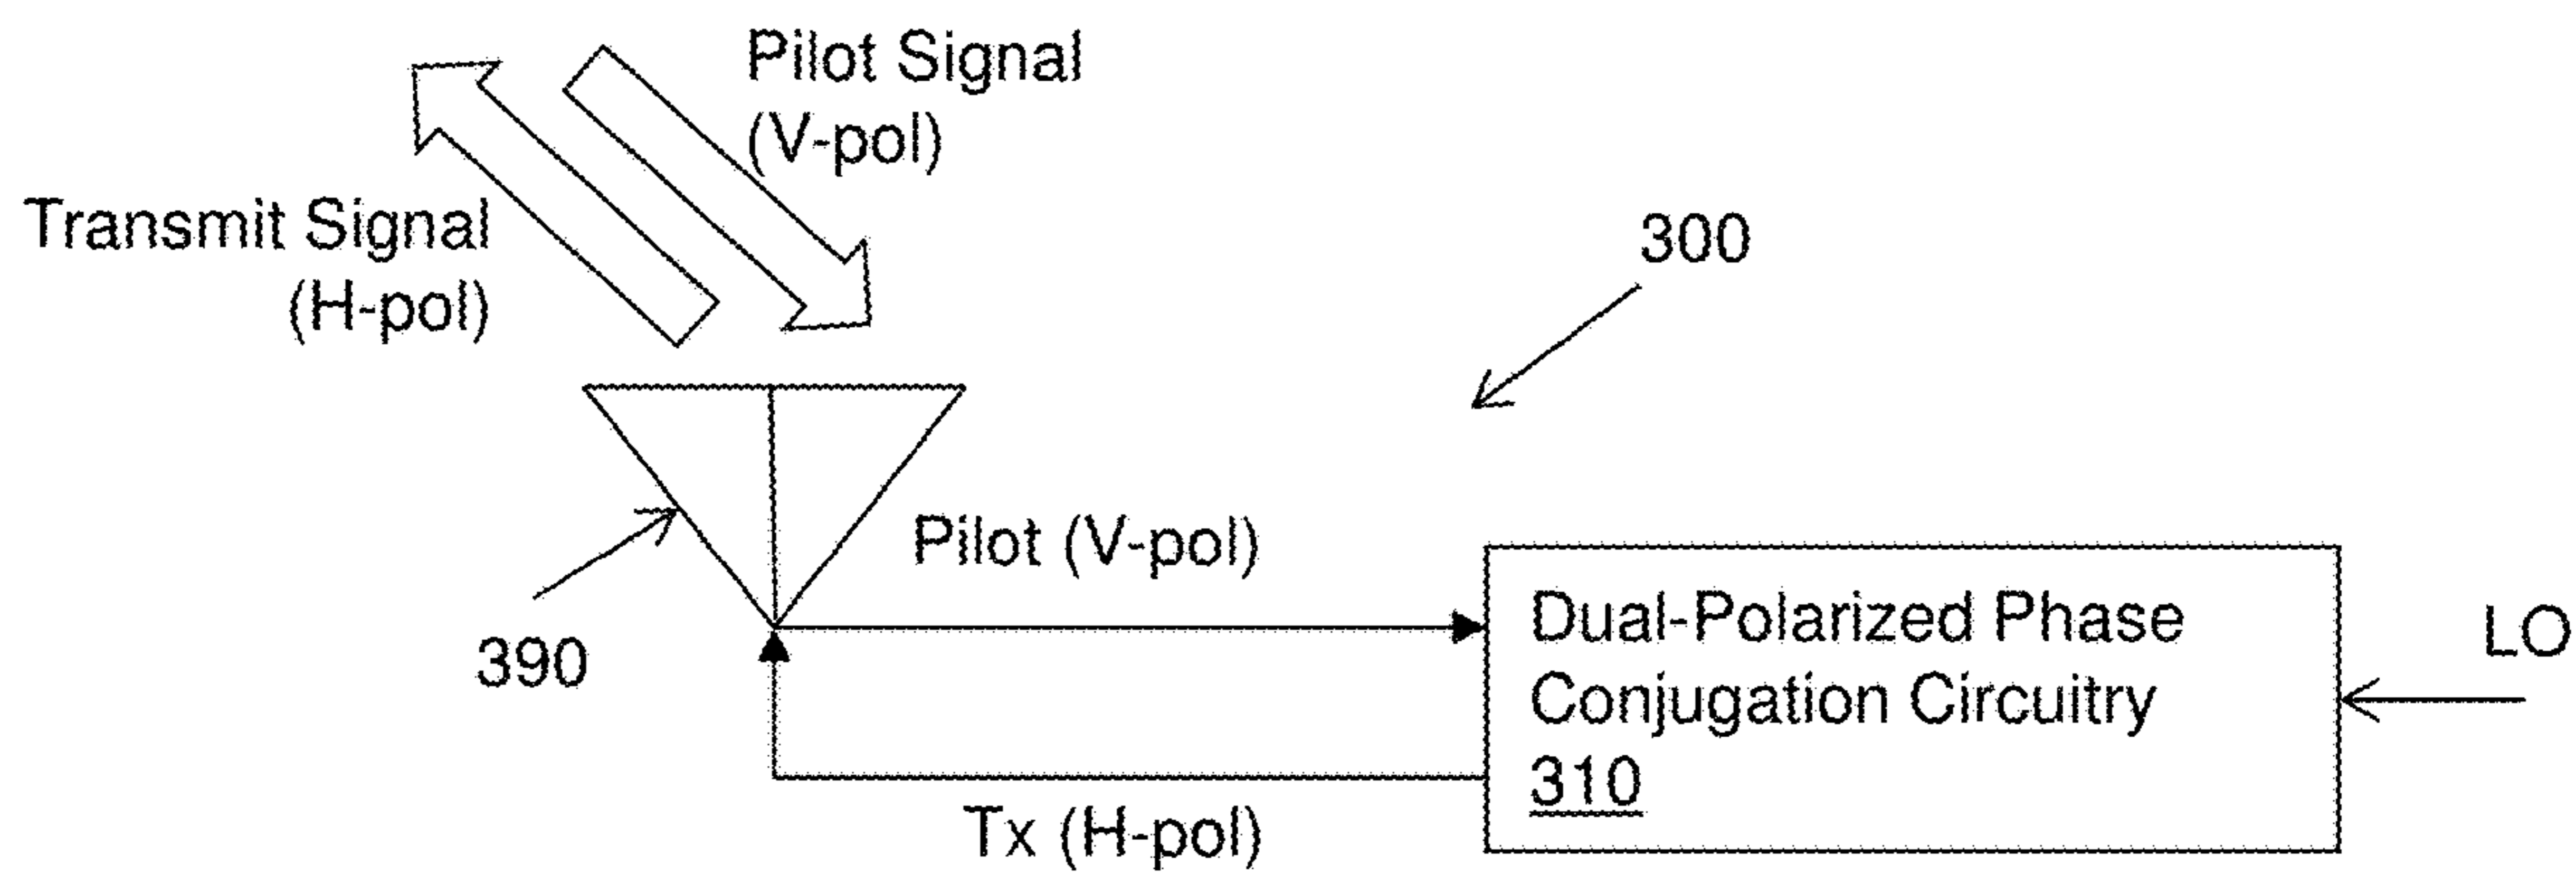 Pilot Signal
(V-pol)
Transmit Signal
(H-pol)
300
390
Pilot (V-pol)
Dual-Polarized Phase
Conjugation Circuitry
310
LO
Tx (H-pol)